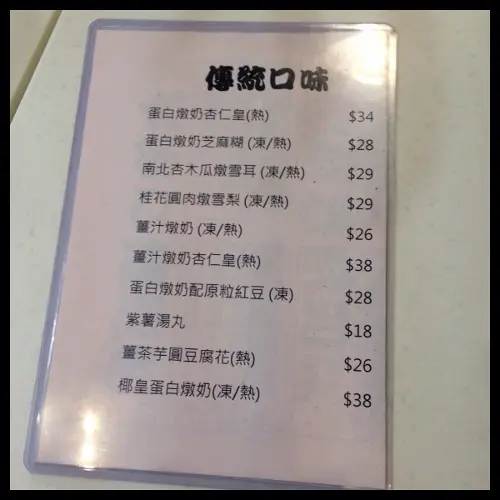 傳統口味
蛋白燉奶杏仁皇(熱) $34
蛋白燉奶芝麻糊 (凍/熱) $28
南北杏木瓜燉雪耳 (凍/熱) $29
桂花圓肉燉雪梨 (凍/熱) $29
薑汁燉奶 (凍/熱) $26
薑汁燉奶杏仁皇(熱) $38
蛋白燉奶配原粒紅豆 (凍) $28
紫薯湯丸 $18
薑茶芋圓豆腐花(熱) $26
椰皇蛋白燉奶(凍/熱) $38